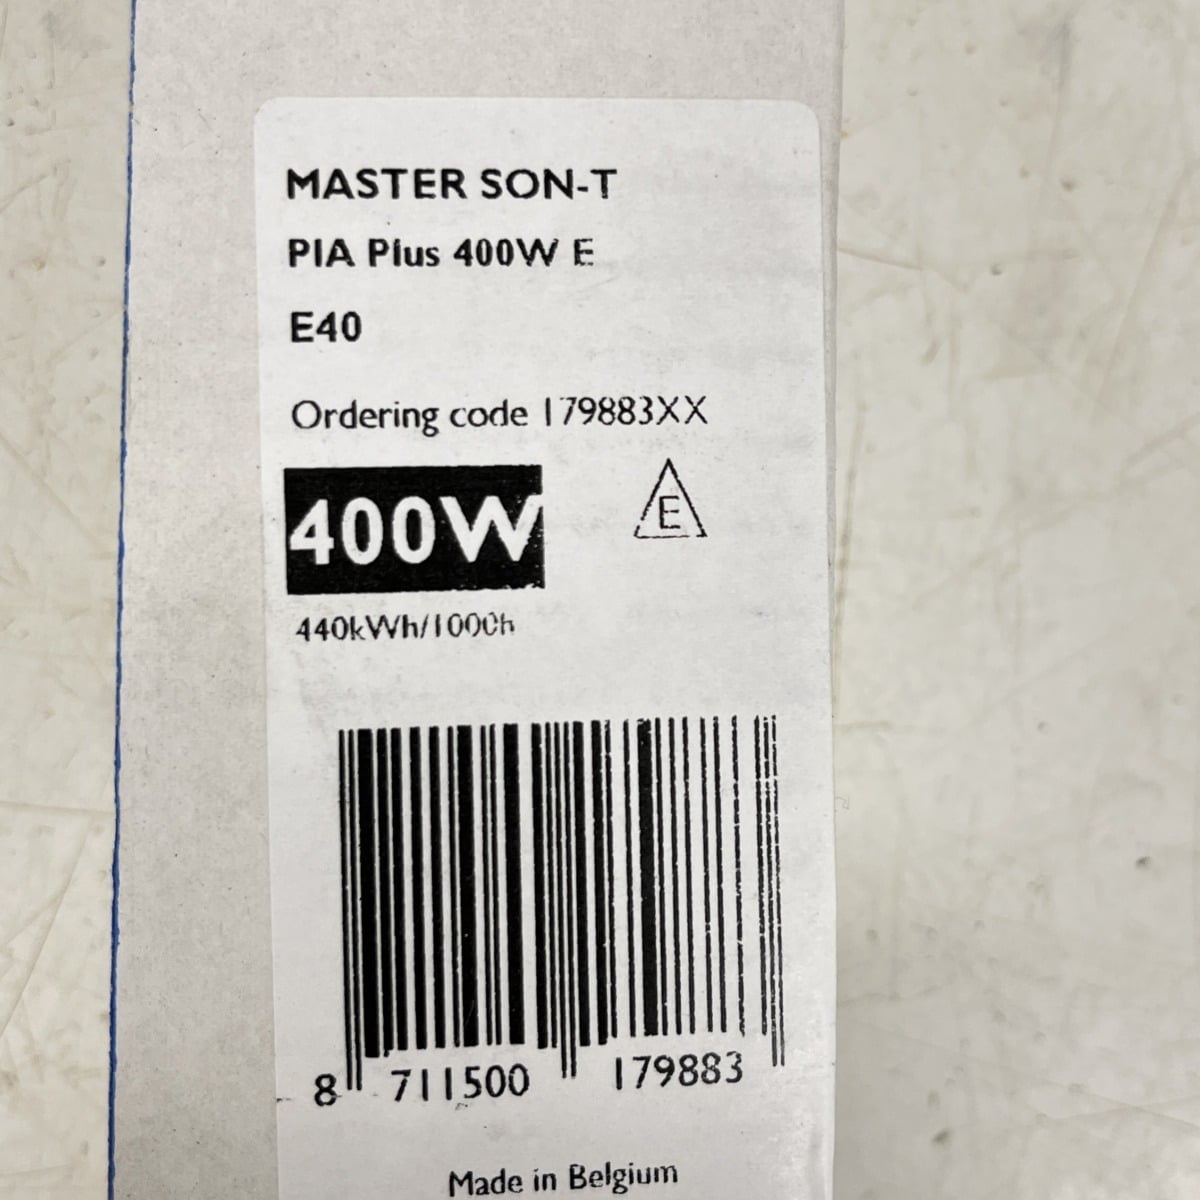 MASTER SON-T
PIA Plus 400W E
E40
Ordering code 179883XX
400W
E
440kWh/1000h
8 711500 179883
Made in Belgium